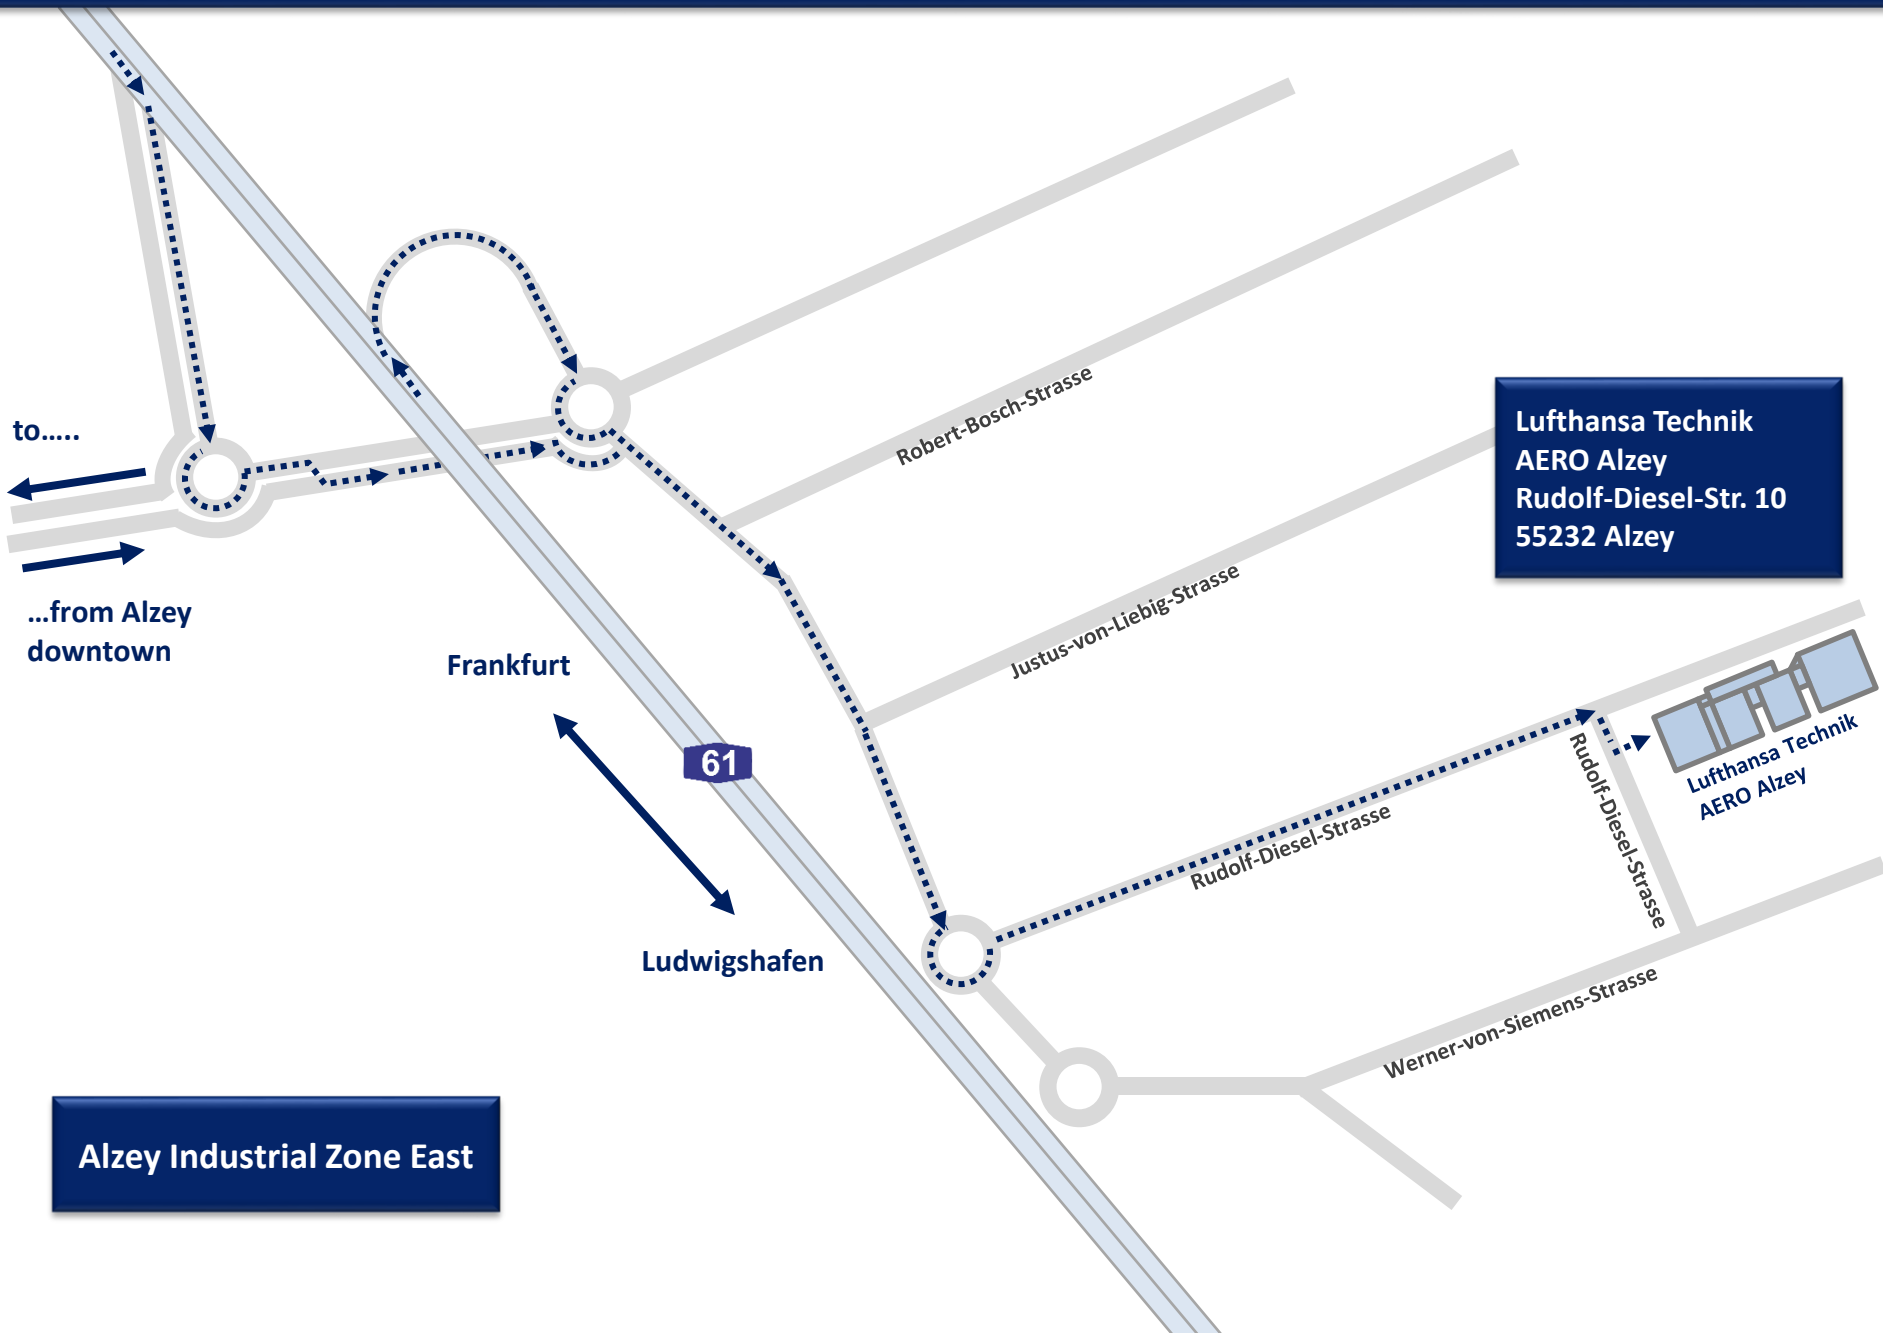 to…..
…from Alzey
downtown
Frankfurt
61
Ludwigshafen
Robert-Bosch-Strasse
Justus-von-Liebig-Strasse
Lufthansa Technik
AERO Alzey
Rudolf-Diesel-Str. 10
55232 Alzey
Rudolf-Diesel-Strasse
Rudolf-Diesel-Strasse
Lufthansa Technik
AERO Alzey
Werner-von-Siemens-Strasse
Alzey Industrial Zone East